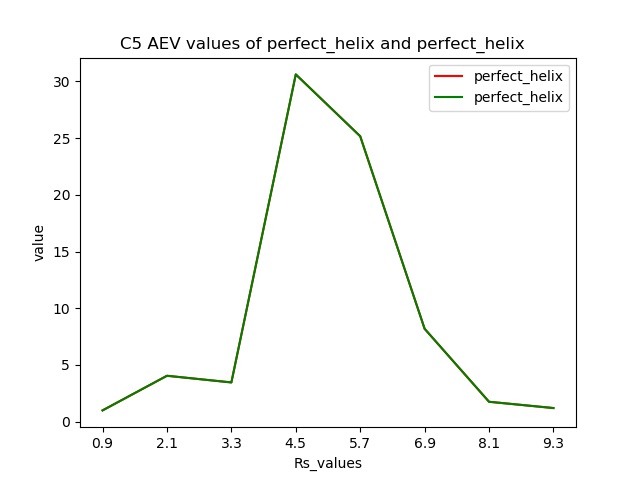 C5 AEV values of perfect_helix and perfect_helix
perfect_helix
perfect_helix
30
25
20
15
10
5
0
value
0.9 2.1 3.3 4.5 5.7 6.9 8.1 9.3
Rs_values